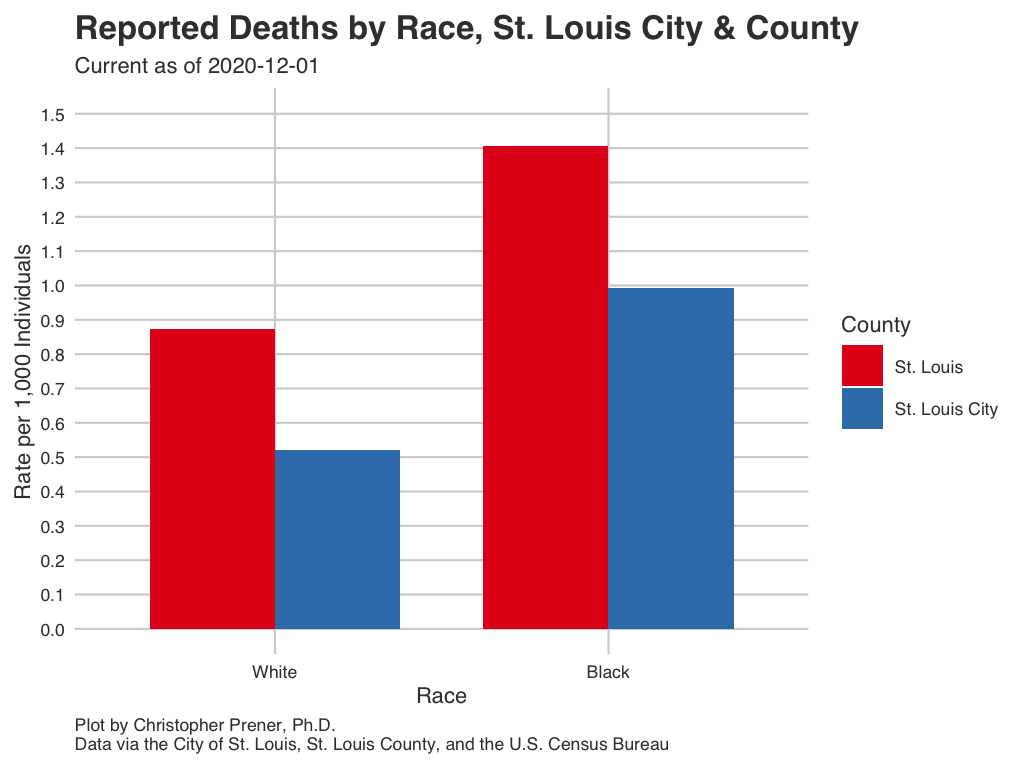 Reported Deaths by Race, St. Louis City & County
Current as of 2020-12-01
1.5
1.4
1.3
1.2
1.1
1.0
0.9
0.8
0.7
0.6
0.5
0.4
0.3
0.2
0.1
0.0
Rate per 1,000 Individuals
White
Black
Race
County
St. Louis
St. Louis City
Plot by Christopher Prener, Ph.D.
Data via the City of St. Louis, St. Louis County, and the U.S. Census Bureau